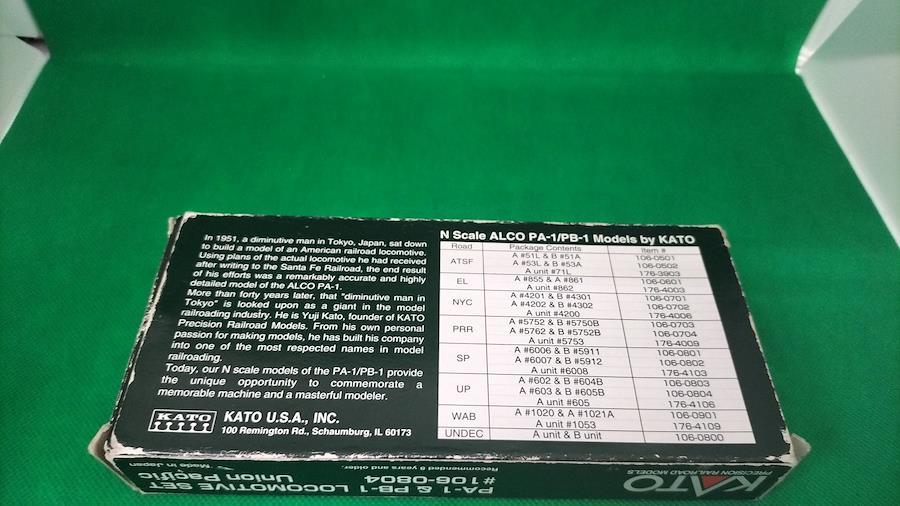 In 1951, a diminutive man in Tokyo, Japan, sat down
to build a model of an American railroad locomotive.
Using plans of the actual locomotive he had received
after writing to the Santa Fe Railroad, the end result
of his efforts was a remarkably accurate and highly
detailed model of the ALCO PA-1.
More than forty years later, that "diminutive man in
Tokyo" is looked upon as a giant in the model
railroading industry. He is Yuji Kato, founder of KATO
Precision Railroad Models. From his own personal
passion for making models, he has built his company
into one of the most respected names in model
railroading.
Today, our N scale models of the PA-1/PB-1 provide
the unique opportunity to commemorate a
memorable machine and a masterful modeler.
KATO KATO U.S.A., INC.
100 Remington Rd., Schaumburg, IL 60173
N Scale ALCO PA-1/PB-1 Models by KATO
Road Package Contents Item #
ATSF A #51L & B #51A 106-0501
A #53L & B #53A 106-0502
A unit #71L 176-3903
EL A #855 & A #861 106-0601
A unit #862 176-4003
NYC A #4201 & B #4301 106-0701
A #4202 & B #4302 106-0702
A unit #4200 176-4006
PRR A #5752 & B #5750B 106-0703
A #5762 & B #5752B 106-0704
A unit #5753 176-4009
SP A #6006 & B #5911 106-0801
A #6007 & B #5912 106-0802
A unit #6008 176-4103
UP A #602 & B #604B 106-0803
A #603 & B #605B 106-0804
A unit #605 176-4106
WAB A #1020 & A #1021A 106-0901
A unit #1053 176-4109
UNDEC A unit & B unit 106-0800
KATO
PRECISION RAILROAD MODELS
PA-1 & PB-1 LOCOMOTIVE SET
#106-0804
Union Pacific
Recommended 8 years and older.
Made in Japan